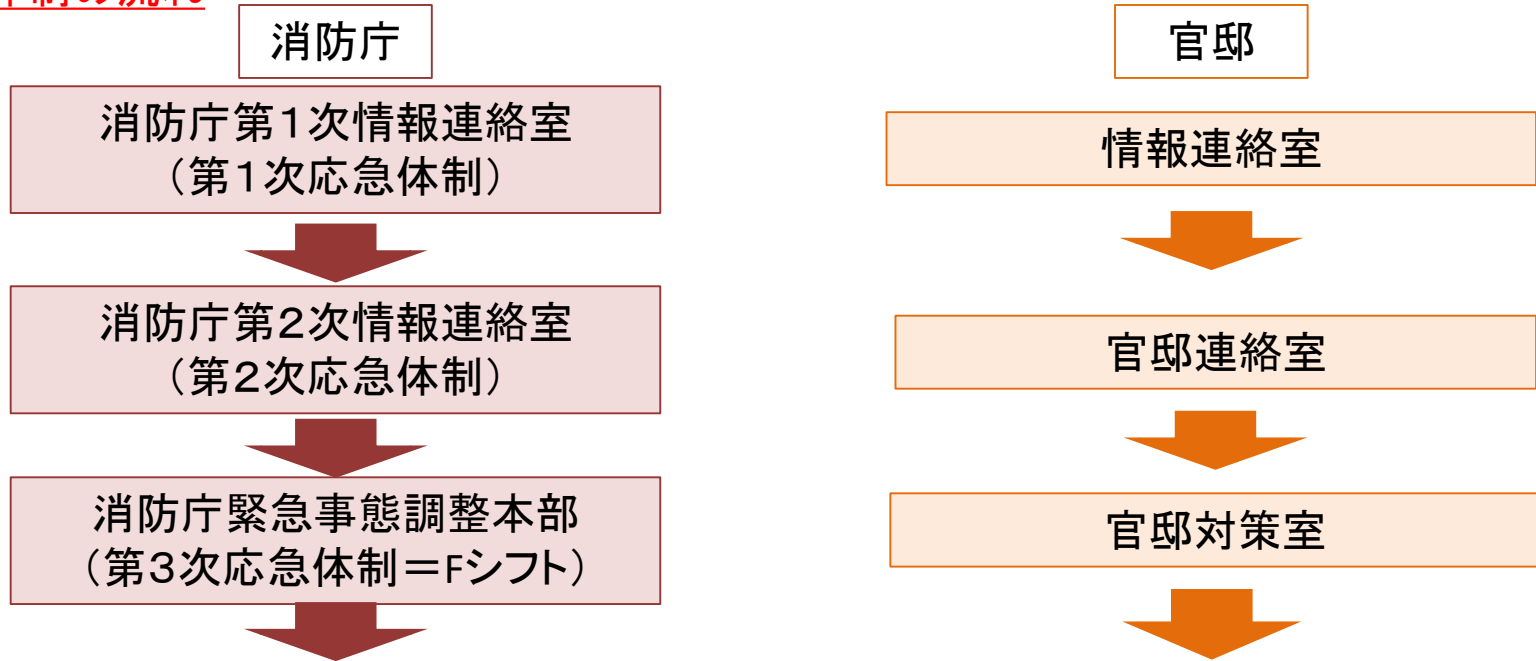 消防庁
消防庁第1次情報連絡室
（第1次応急体制）
消防庁第2次情報連絡室
（第2次応急体制）
消防庁緊急事態調整本部
（第3次応急体制＝Fシフト）
官邸
情報連絡室
官邸連絡室
官邸対策室